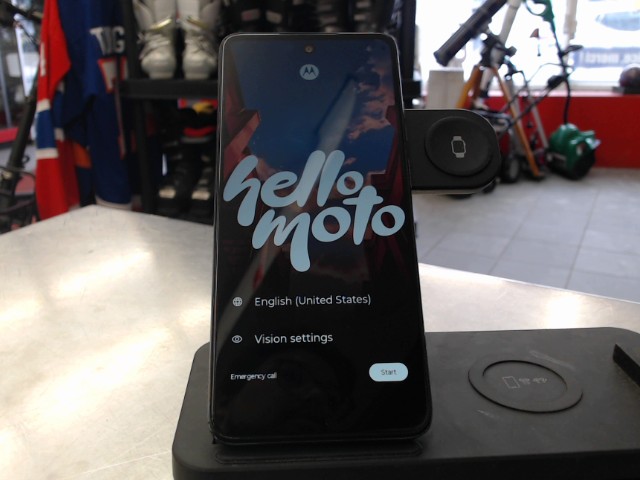 hello
moto
English (United States)
Vision settings
Emergency call
Start